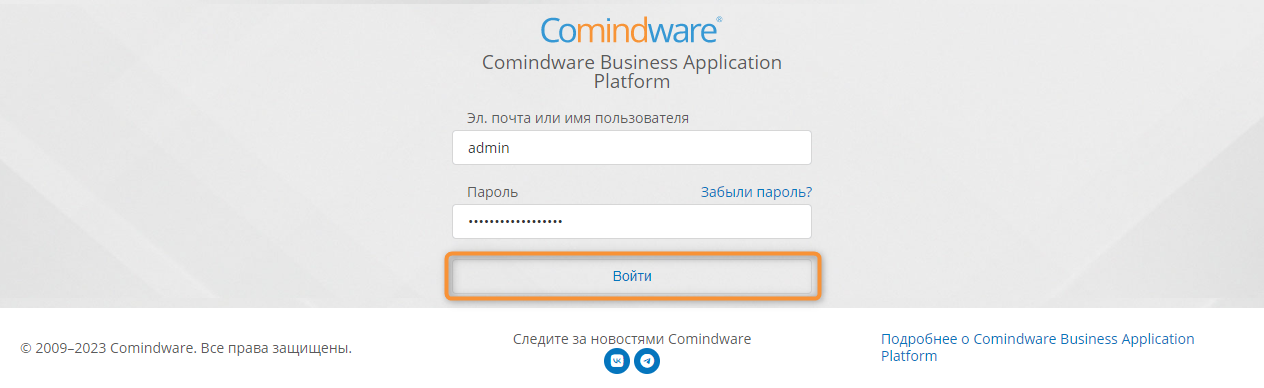 Comindware®
Comindware Business Application
Platform
Эл. почта или имя пользователя
admin
Пароль
Забыли пароль?
••••••••••••••••••
Войти
© 2009–2023 Comindware. Все права защищены.
Следите за новостями Comindware
Подробнее о Comindware Business Application
Platform